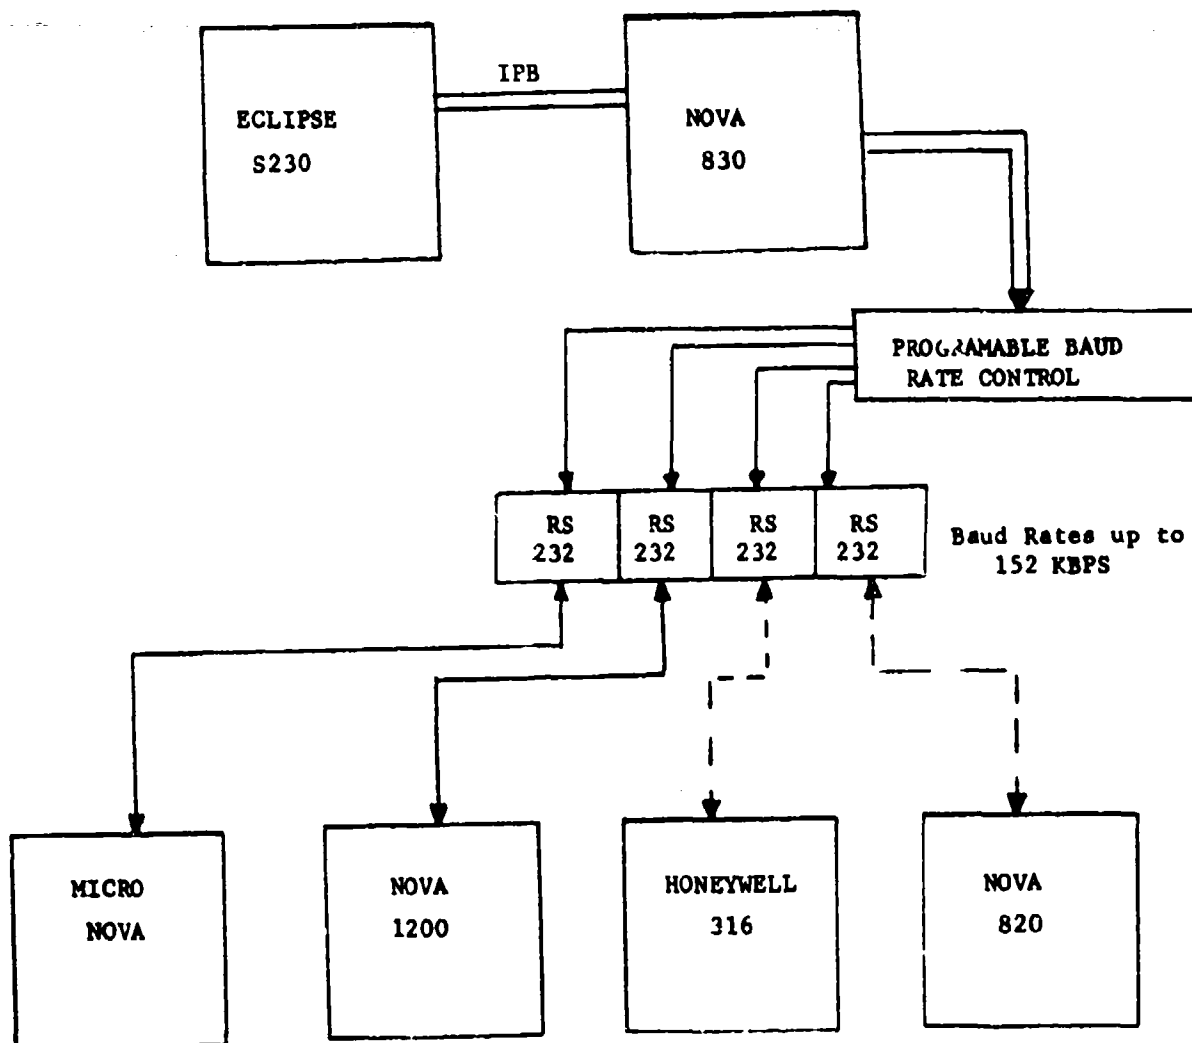 IPB
ECLIPSE
S230
NOVA
830
PROGRAMABLE BAUD
RATE CONTROL
RS
232
RS
232
RS
232
RS
232
Baud Rates up to
152 KBPS
MICRO
NOVA
NOVA
1200
HONEYWELL
316
NOVA
820